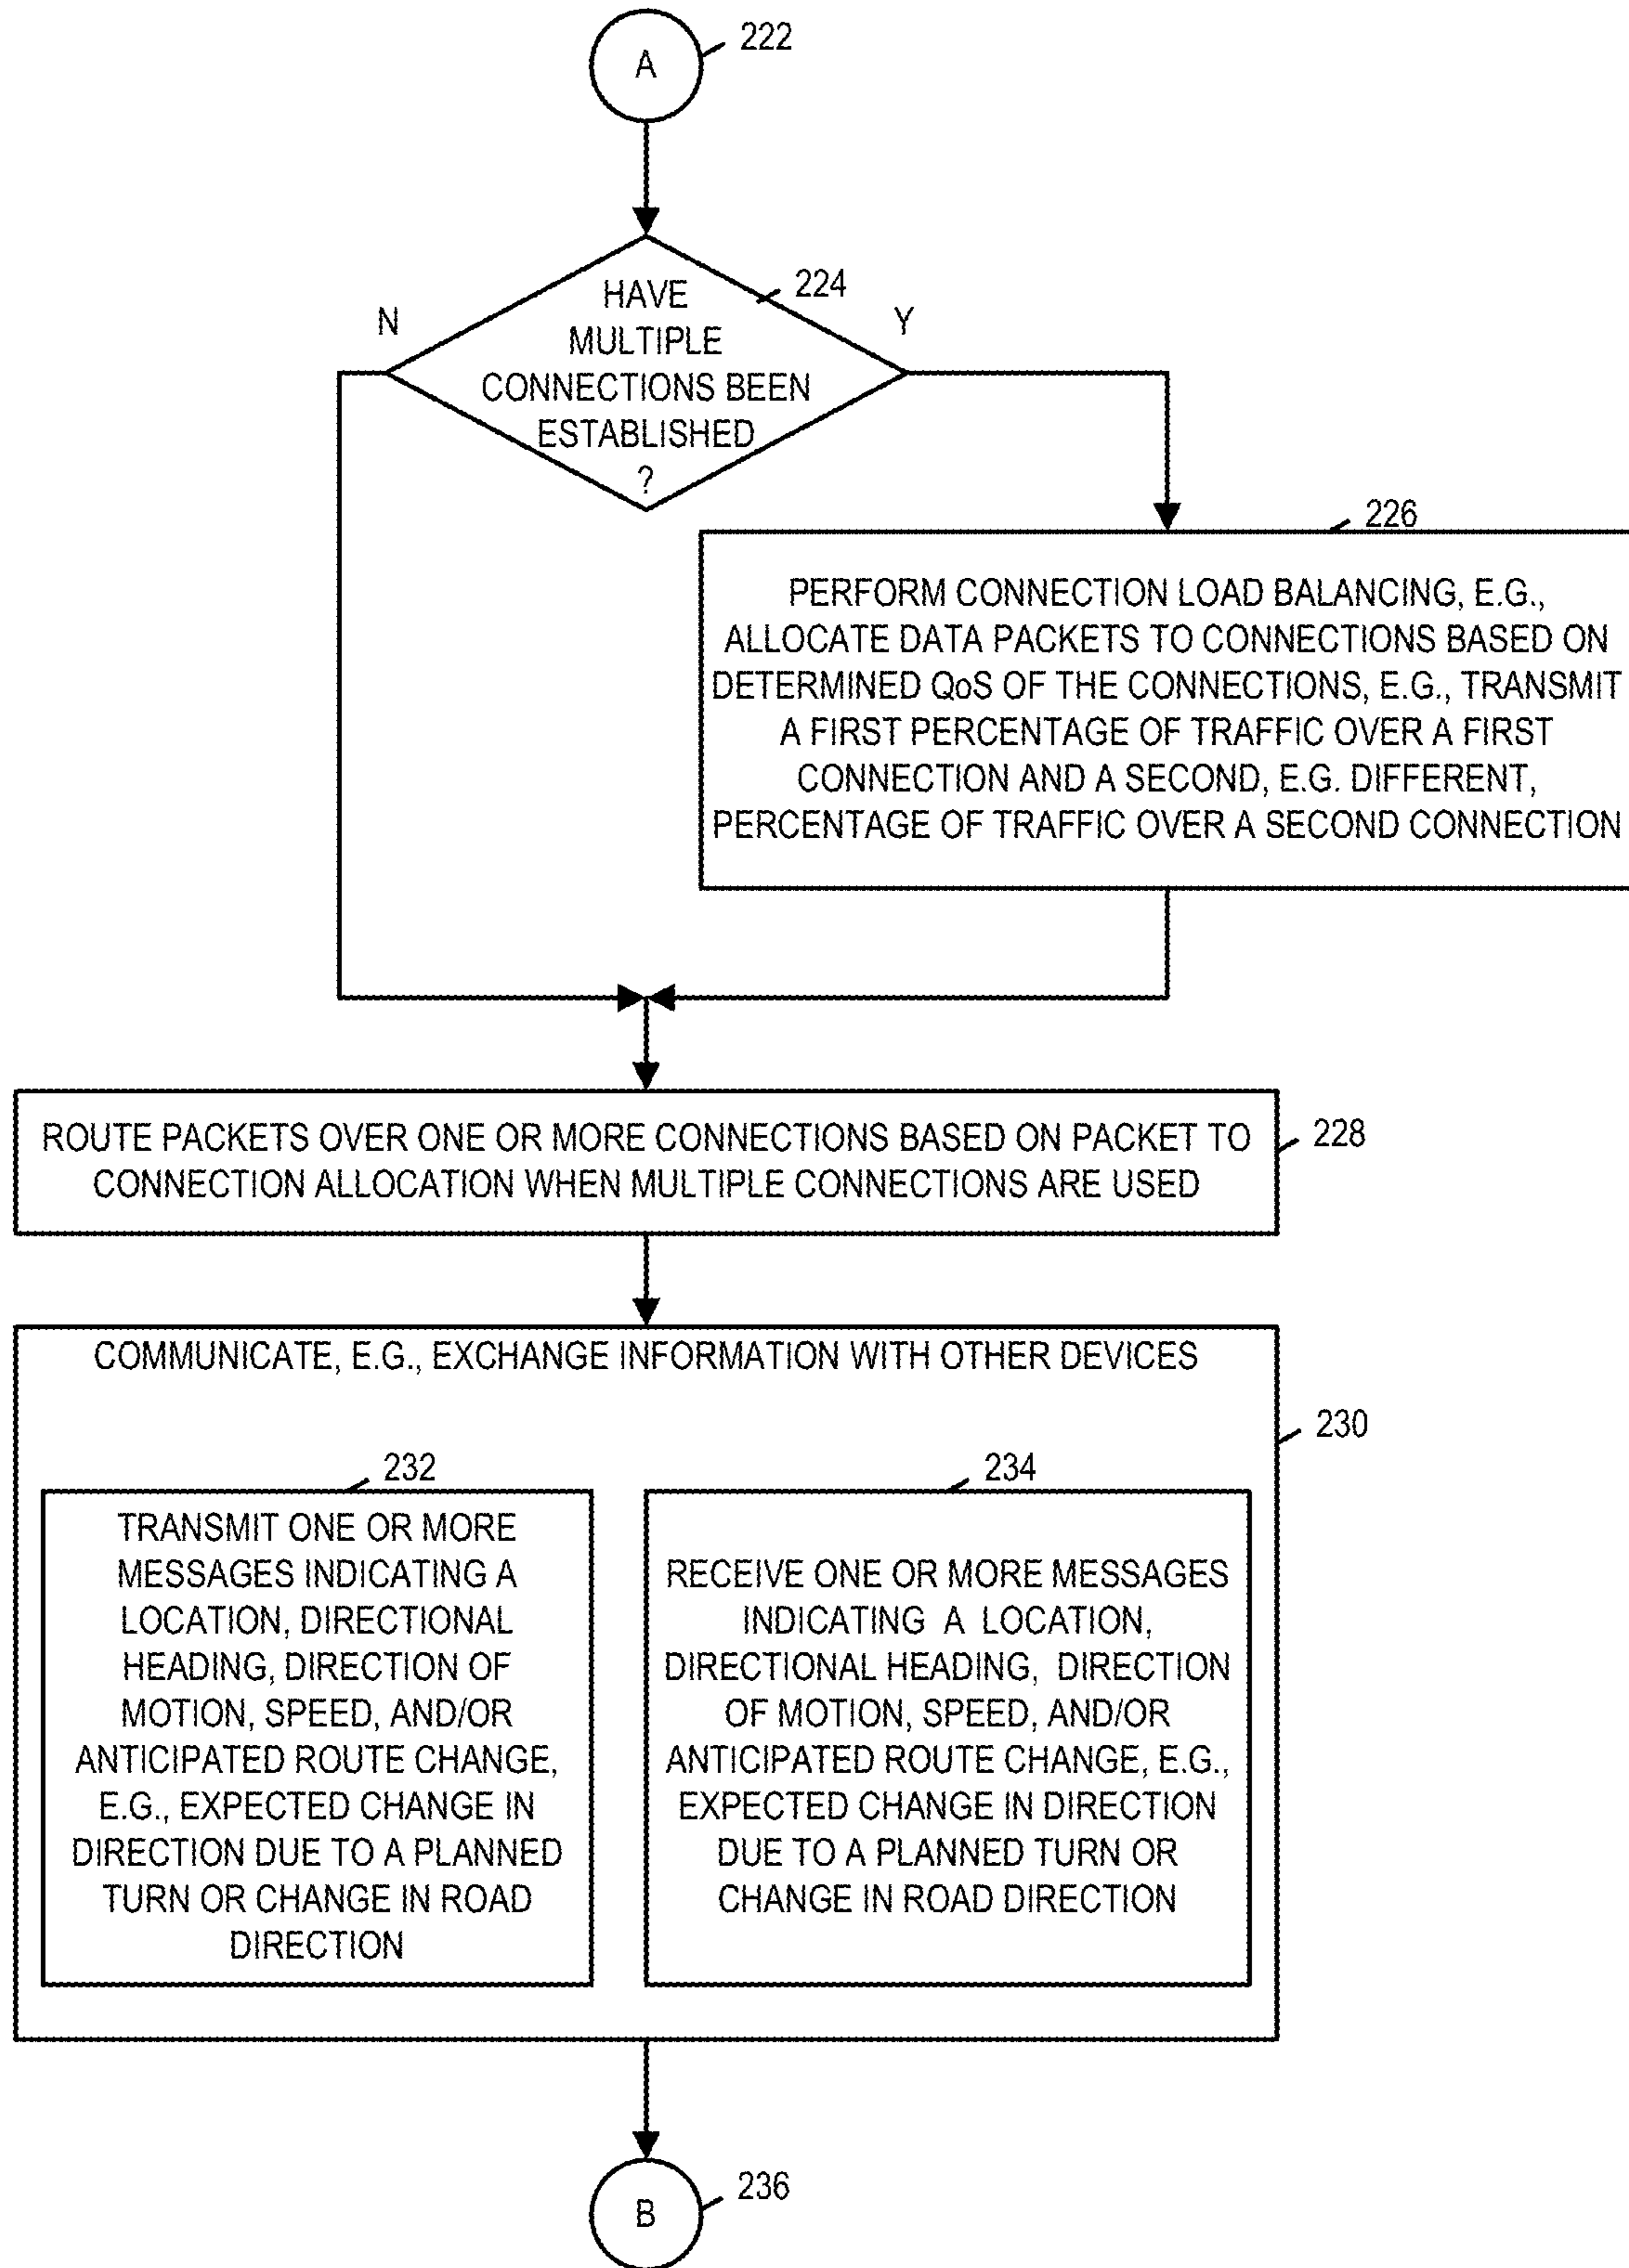 A
222
224
N
Y
HAVE
MULTIPLE
CONNECTIONS BEEN
ESTABLISHED
?
226
PERFORM CONNECTION LOAD BALANCING, E.G.,
ALLOCATE DATA PACKETS TO CONNECTIONS BASED ON
DETERMINED QoS OF THE CONNECTIONS, E.G., TRANSMIT
A FIRST PERCENTAGE OF TRAFFIC OVER A FIRST
CONNECTION AND A SECOND, E.G. DIFFERENT,
PERCENTAGE OF TRAFFIC OVER A SECOND CONNECTION
ROUTE PACKETS OVER ONE OR MORE CONNECTIONS BASED ON PACKET TO
CONNECTION ALLOCATION WHEN MULTIPLE CONNECTIONS ARE USED
228
COMMUNICATE, E.G., EXCHANGE INFORMATION WITH OTHER DEVICES
230
232
TRANSMIT ONE OR MORE
MESSAGES INDICATING A
LOCATION, DIRECTIONAL
HEADING, DIRECTION OF
MOTION, SPEED, AND/OR
ANTICIPATED ROUTE CHANGE,
E.G., EXPECTED CHANGE IN
DIRECTION DUE TO A PLANNED
TURN OR CHANGE IN ROAD
DIRECTION
234
RECEIVE ONE OR MORE MESSAGES
INDICATING A LOCATION,
DIRECTIONAL HEADING, DIRECTION
OF MOTION, SPEED, AND/OR
ANTICIPATED ROUTE CHANGE, E.G.,
EXPECTED CHANGE IN DIRECTION
DUE TO A PLANNED TURN OR
CHANGE IN ROAD DIRECTION
B
236